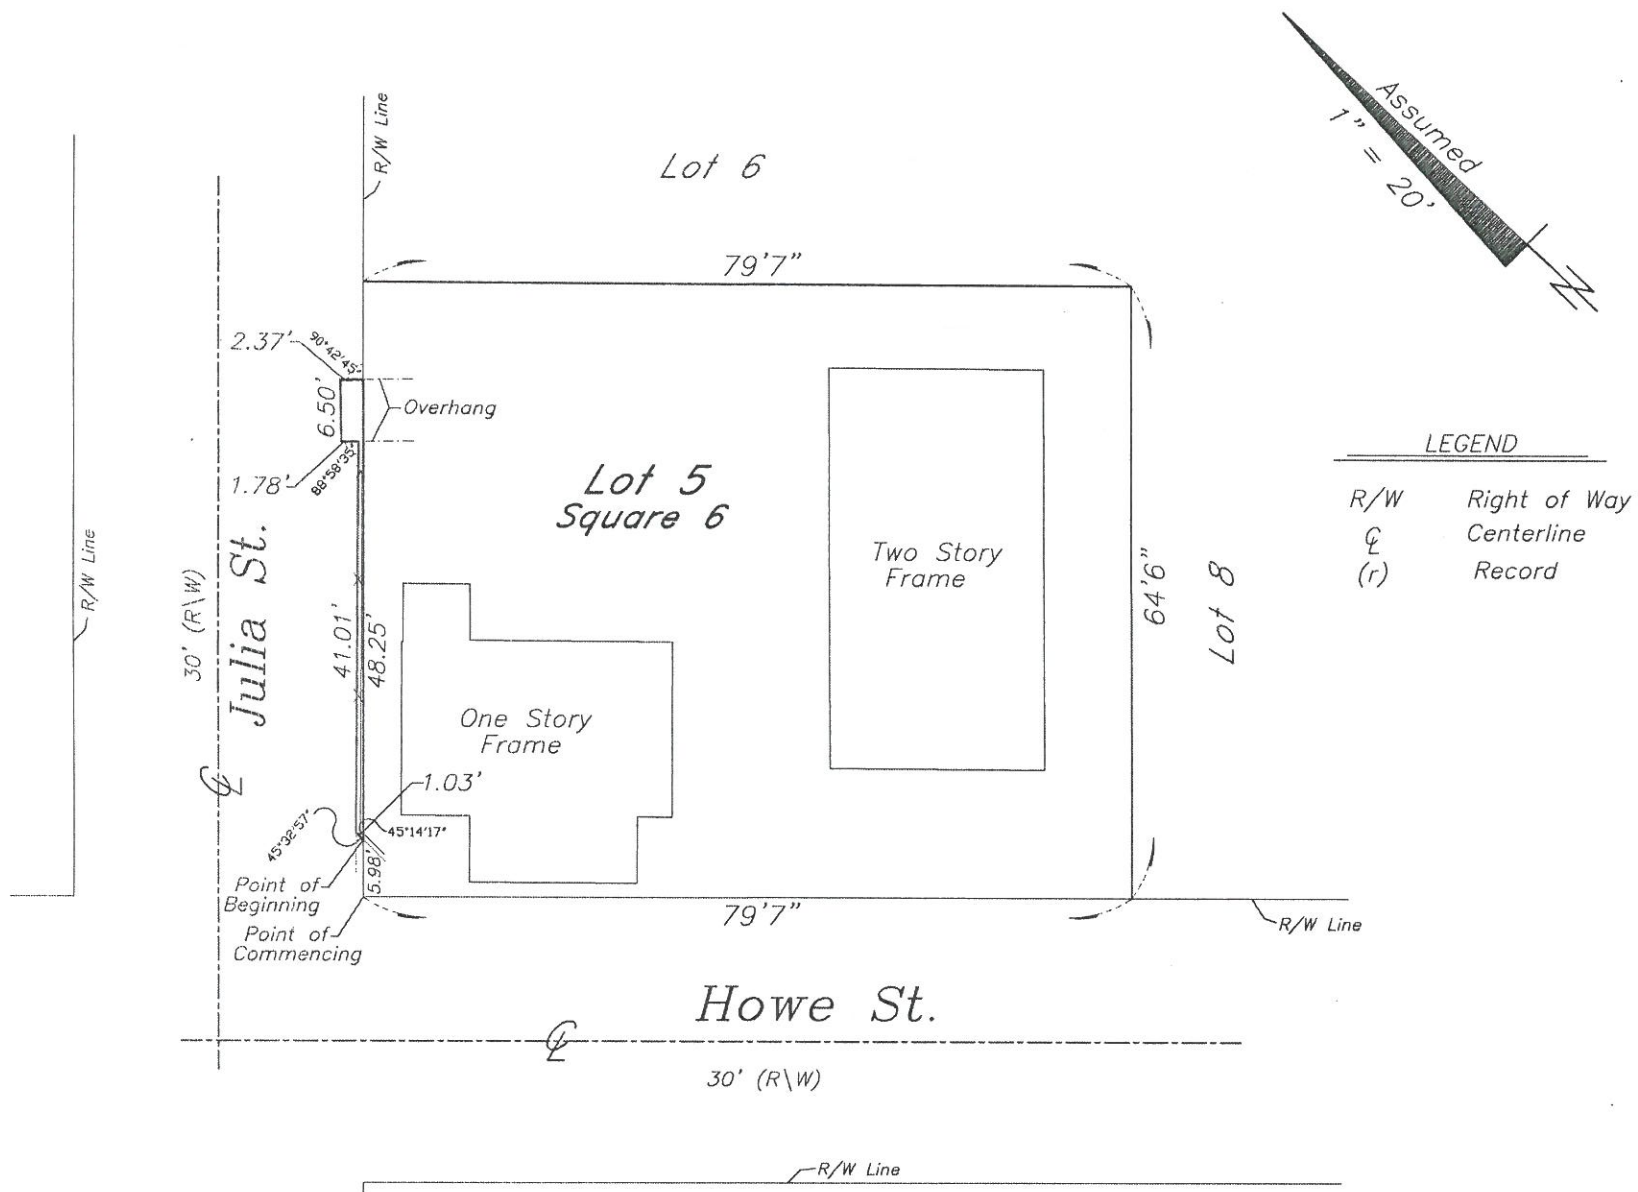 Assumed
1" = 20'
R/W Line
Lot 6
79'7"
2.37'
90°42'45"
6.50'
Overhang
1.78'
88°58'35"
Lot 5
Square 6
LEGEND
R/W Right of Way
℄ Centerline
(r) Record
R/W Line
30' (R\W)
Julia St.
℄
41.01'
48.25'
Two Story
Frame
64'6"
Lot 8
One Story
Frame
1.03'
45°32'57"
45°14'17"
5.98'
Point of
Beginning
Point of
Commencing
79'7"
R/W Line
Howe St.
℄
30' (R\W)
R/W Line
N